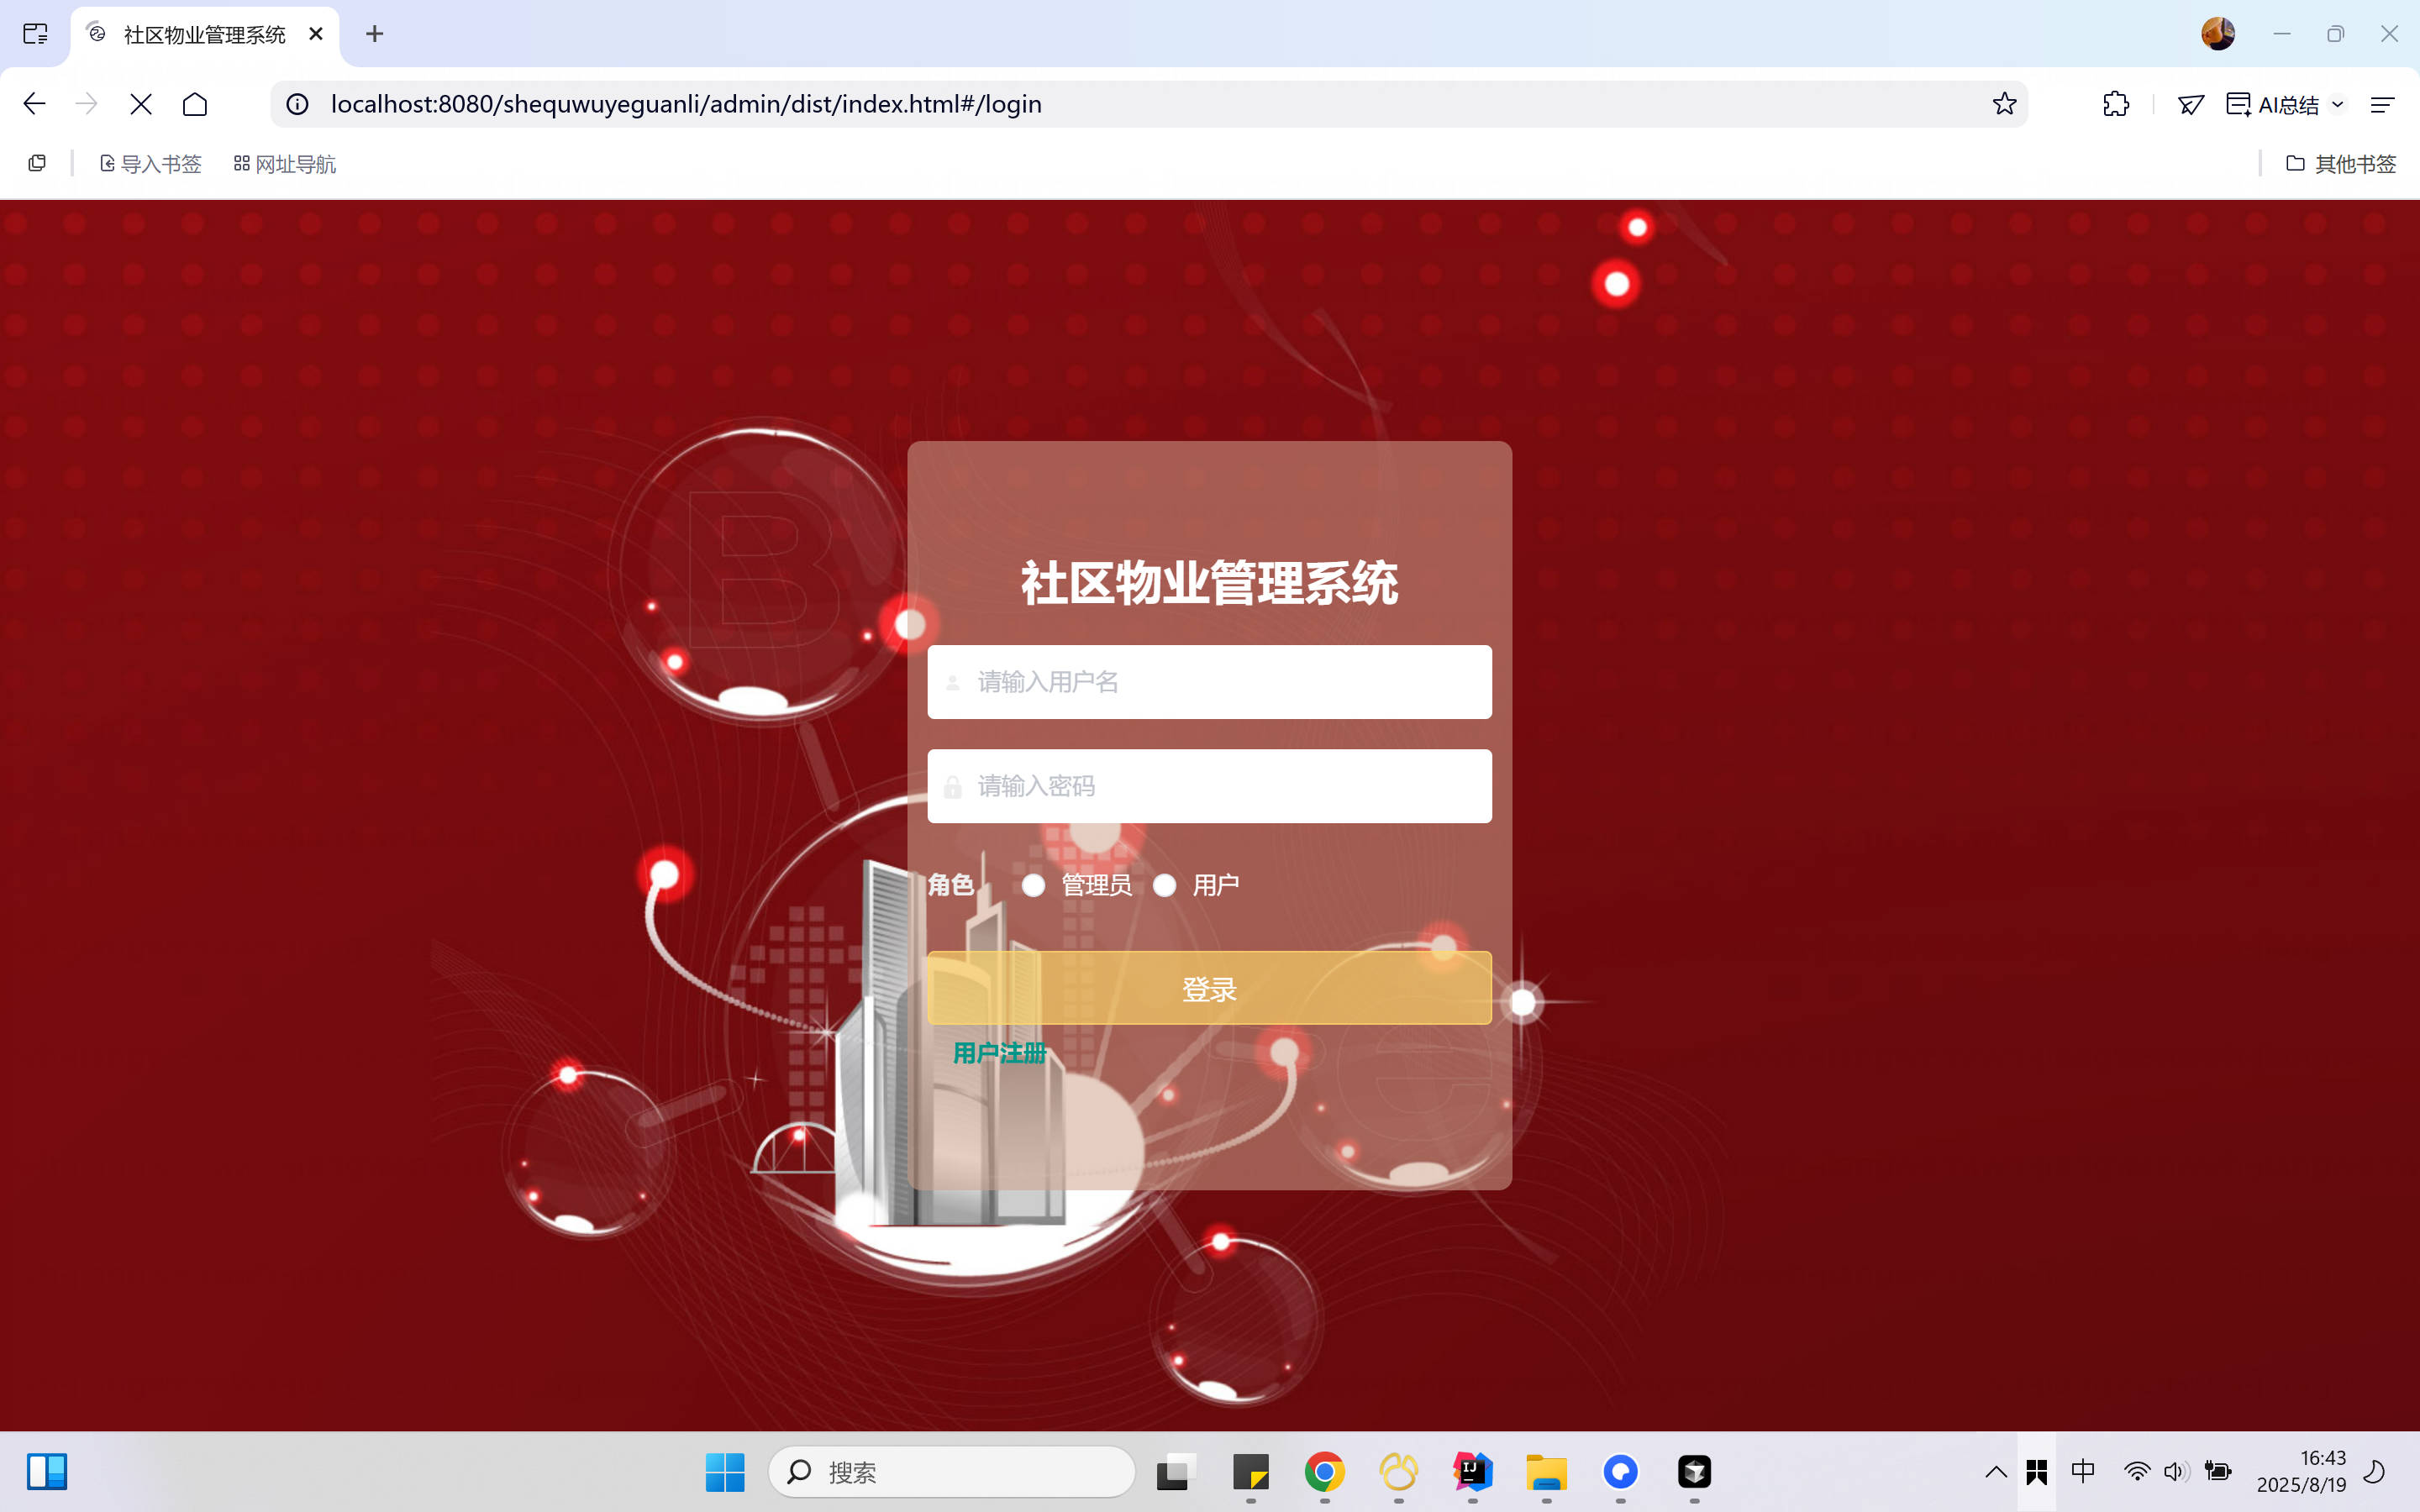 社区物业管理系统
localhost:8080/shequwuyeguanli/admin/dist/index.html#/login
AI总结
导入书签
网址导航
其他书签
B
社区物业管理系统
请输入用户名
请输入密码
角色 管理员 用户
登录
用户注册
搜索
IJ
中
16:43
2025/8/19